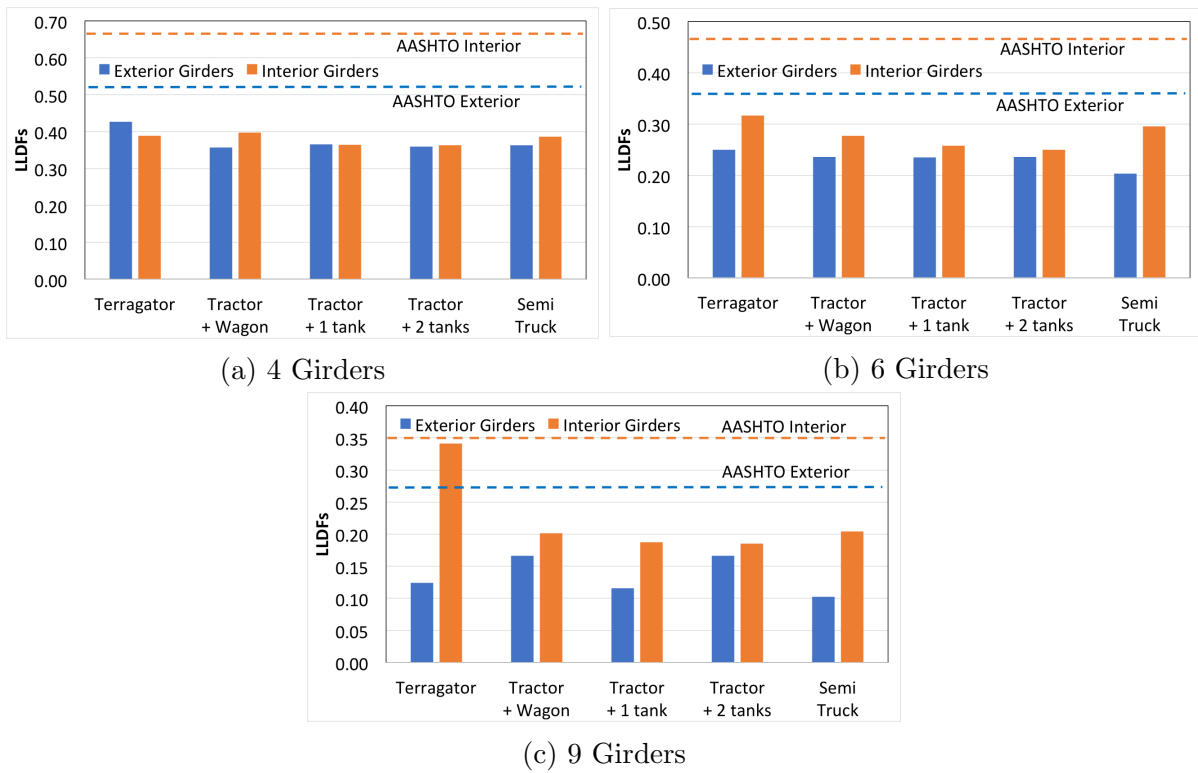 0.70
0.60
0.50
0.40
0.30
0.20
0.10
0.00
LLDFs
AASHTO Interior
Exterior Girders Interior Girders
AASHTO Exterior
Terragator Tractor Tractor Tractor Semi
+ Wagon + 1 tank + 2 tanks Truck
(a) 4 Girders
0.50
0.40
0.30
0.20
0.10
0.00
LLDFs
AASHTO Interior
Exterior Girders Interior Girders
AASHTO Exterior
Terragator Tractor Tractor Tractor Semi
+ Wagon + 1 tank + 2 tanks Truck
(b) 6 Girders
0.40
0.35
0.30
0.25
0.20
0.15
0.10
0.05
0.00
LLDFs
Exterior Girders Interior Girders AASHTO Interior
AASHTO Exterior
Terragator Tractor Tractor Tractor Semi
+ Wagon + 1 tank + 2 tanks Truck
(c) 9 Girders